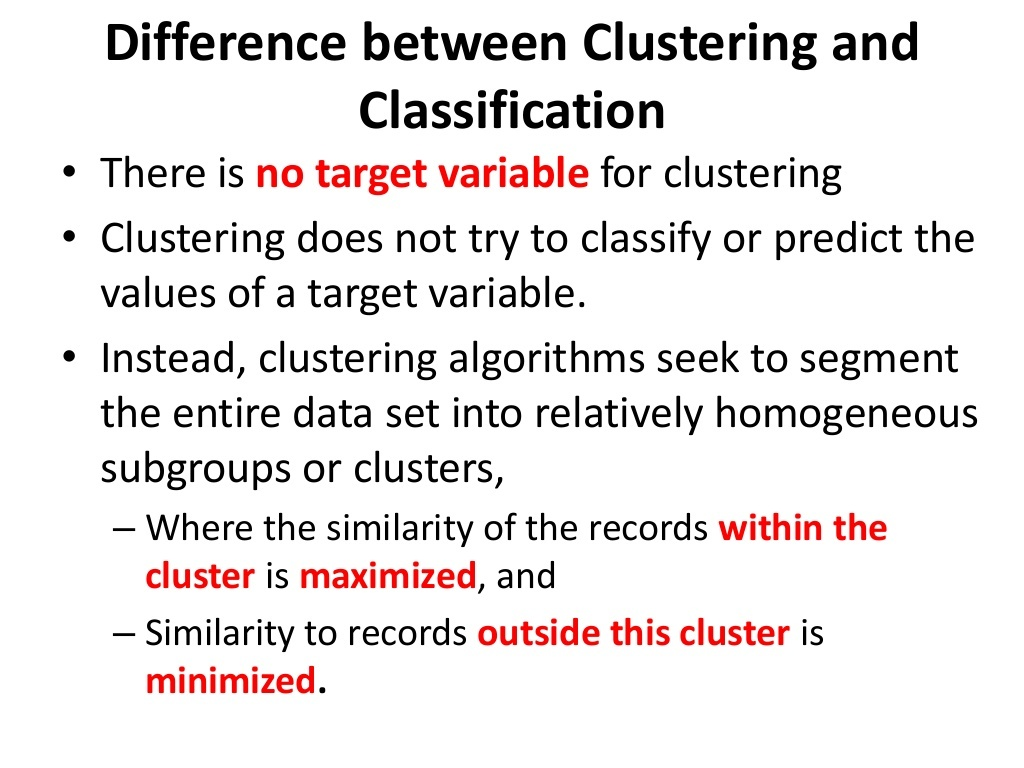 Difference between Clustering and
Classification
• There is no target variable for clustering
• Clustering does not try to classify or predict the
values of a target variable.
• Instead, clustering algorithms seek to segment
the entire data set into relatively homogeneous
subgroups or clusters,
– Where the similarity of the records within the
cluster is maximized, and
– Similarity to records outside this cluster is
minimized.